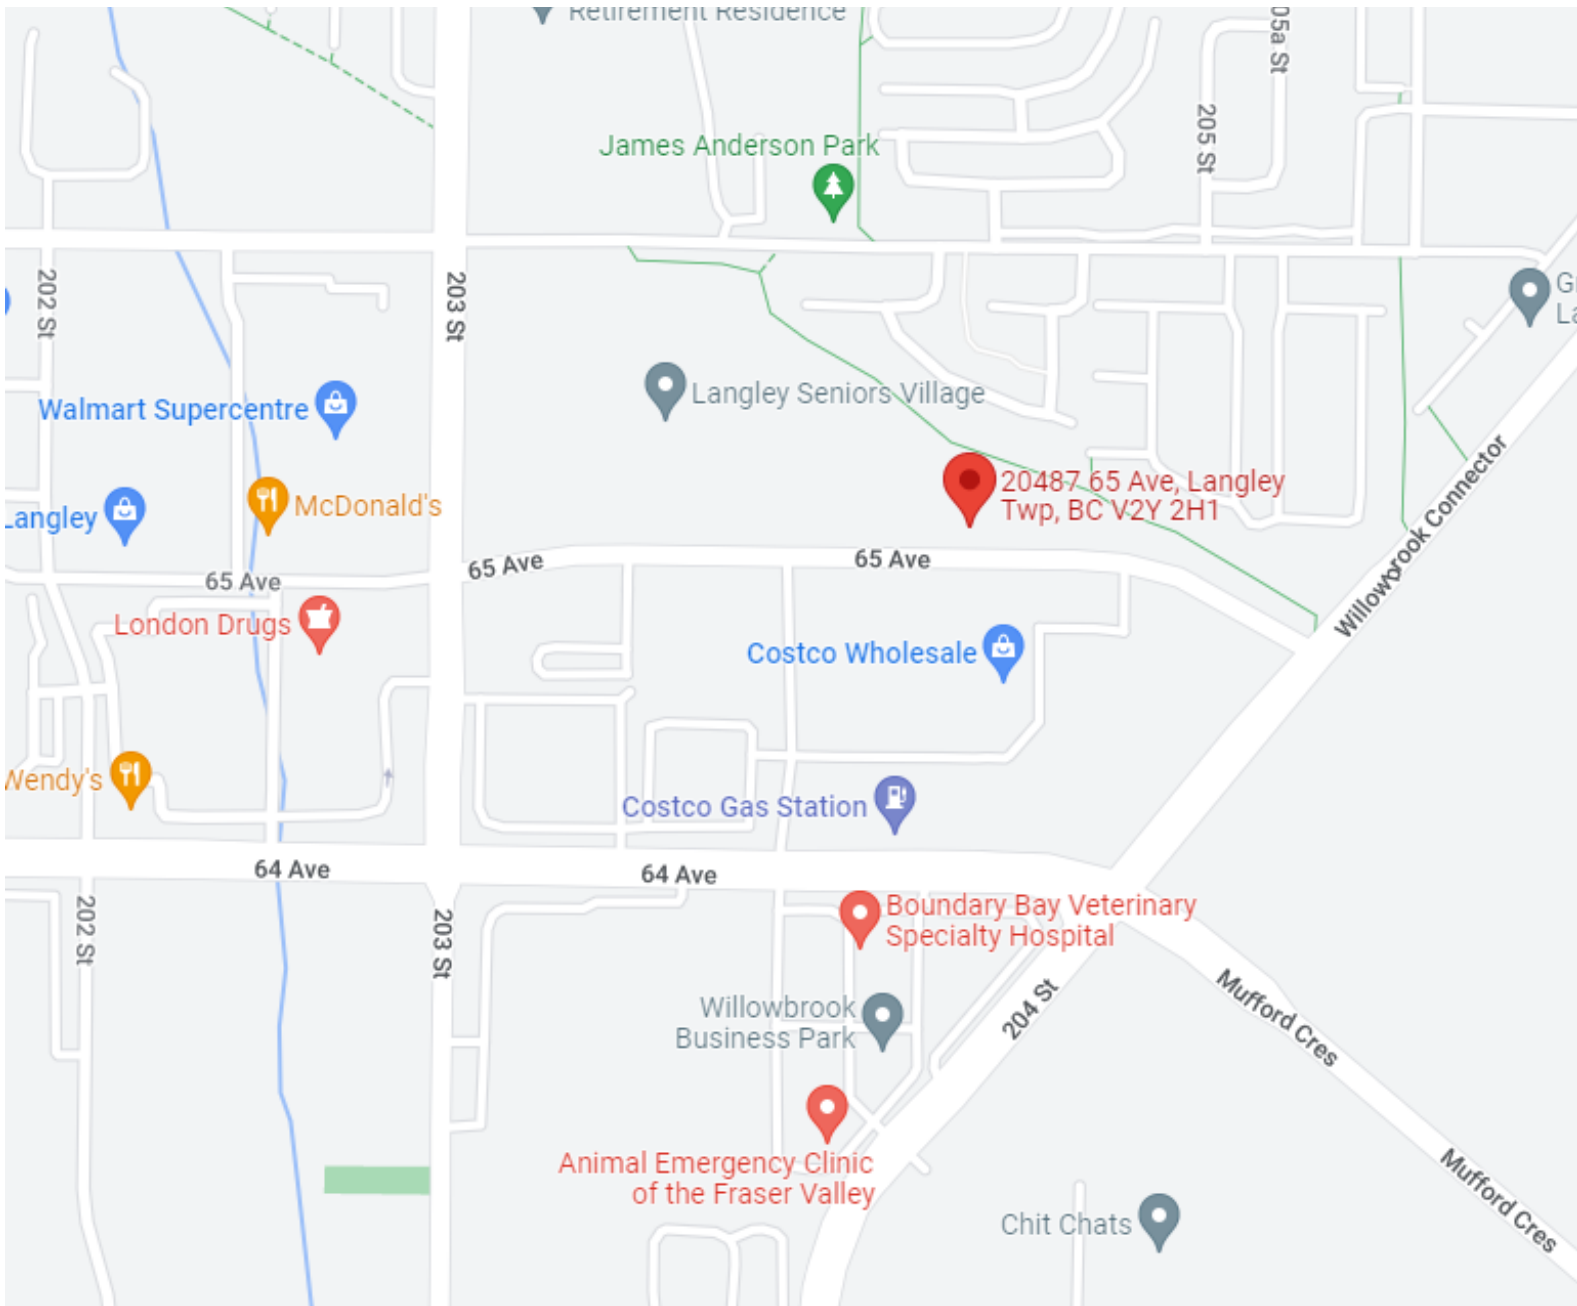 Retirement Residence
05a St
205 St
James Anderson Park
202 St
203 St
Walmart Supercentre
Langley Seniors Village
Willowbrook Connector
20487 65 Ave, Langley
Twp, BC V2Y 2H1
McDonald's
Langley
65 Ave
65 Ave
65 Ave
London Drugs
Costco Wholesale
Wendy's
Costco Gas Station
64 Ave
64 Ave
Boundary Bay Veterinary
Specialty Hospital
202 St
203 St
204 St
Mufford Cres
Willowbrook
Business Park
Animal Emergency Clinic
of the Fraser Valley
Chit Chats
Mufford Cres